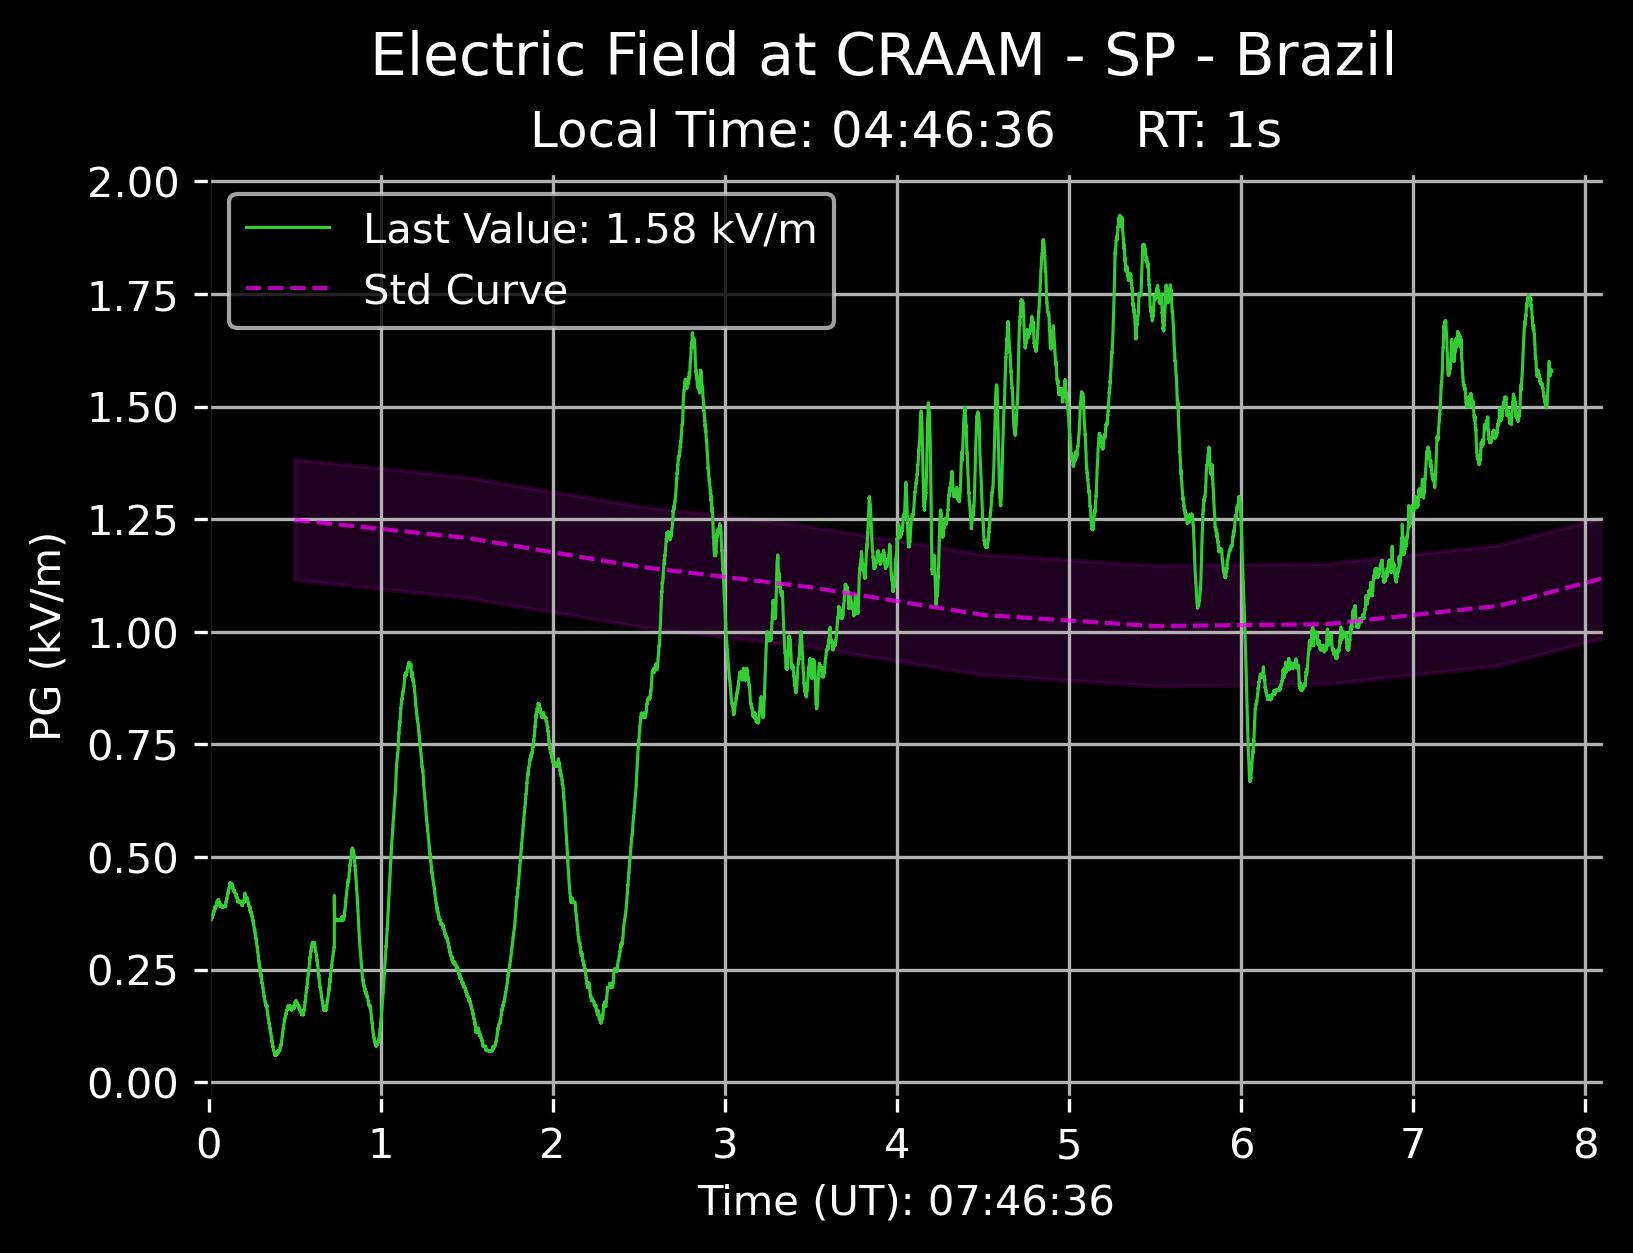 Electric Field at CRAAM - SP - Brazil
Local Time: 04:46:36 RT: 1s
Last Value: 1.58 kV/m
Std Curve
PG (kV/m)
2.00
1.75
1.50
1.25
1.00
0.75
0.50
0.25
0.00
0 1 2 3 4 5 6 7 8
Time (UT): 07:46:36